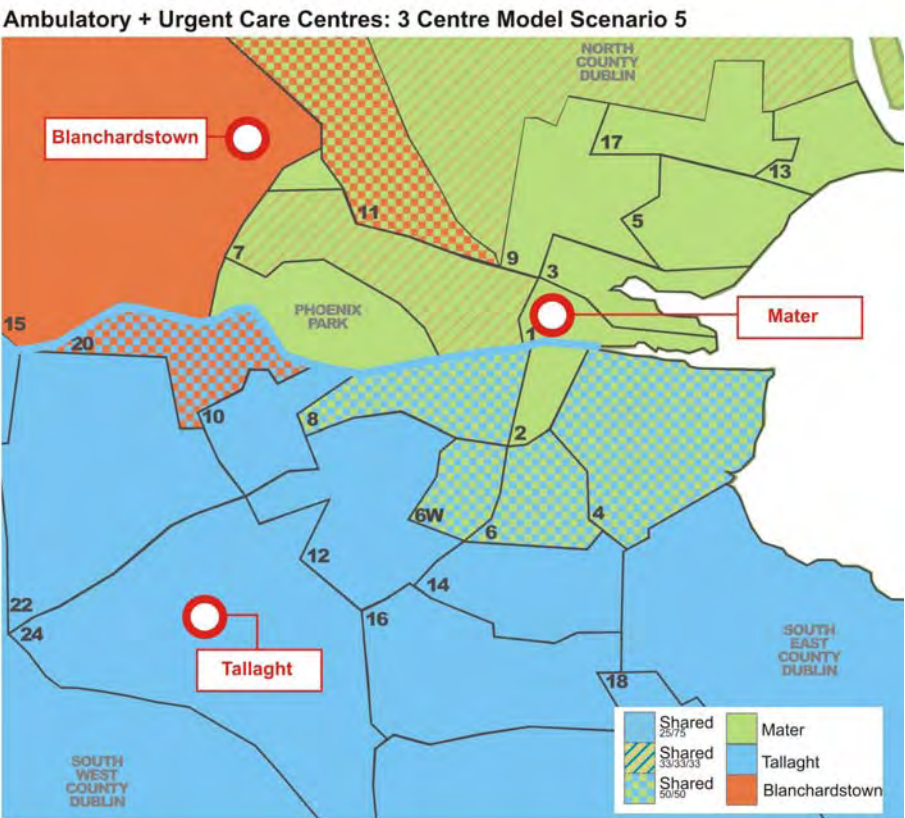 Ambulatory + Urgent Care Centres: 3 Centre Model Scenario 5
NORTH
COUNTY
DUBLIN
Blanchardstown
17
13
11
5
7
9
3
PHOENIX
PARK
Mater
15
1
20
10
8
2
6W
6
4
12
14
22
16
24
Tallaght
SOUTH
EAST
COUNTY
DUBLIN
18
SOUTH
WEST
COUNTY
DUBLIN
Shared
25/75
Shared
33/33/33
Shared
50/50
Mater
Tallaght
Blanchardstown